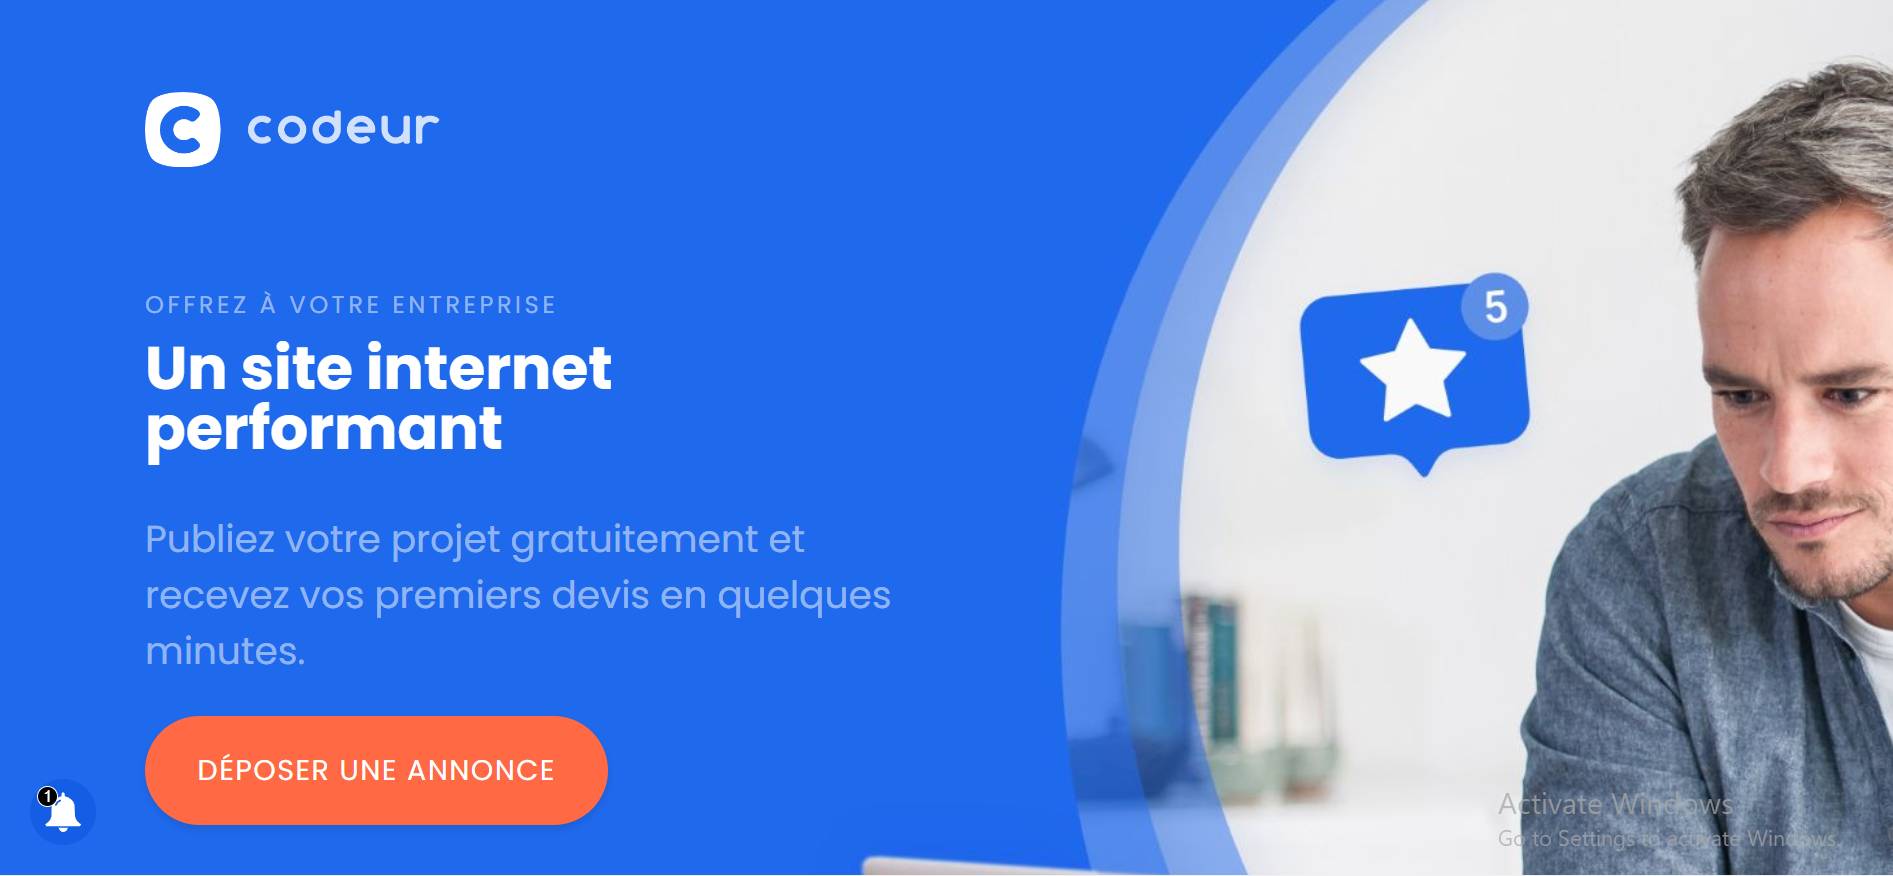 codeur
OFFREZ À VOTRE ENTREPRISE
Un site internet
performant
Publiez votre projet gratuitement et
recevez vos premiers devis en quelques
minutes.
DÉPOSER UNE ANNONCE
1
5
Activate Windows
Go to Settings to activate Windows.